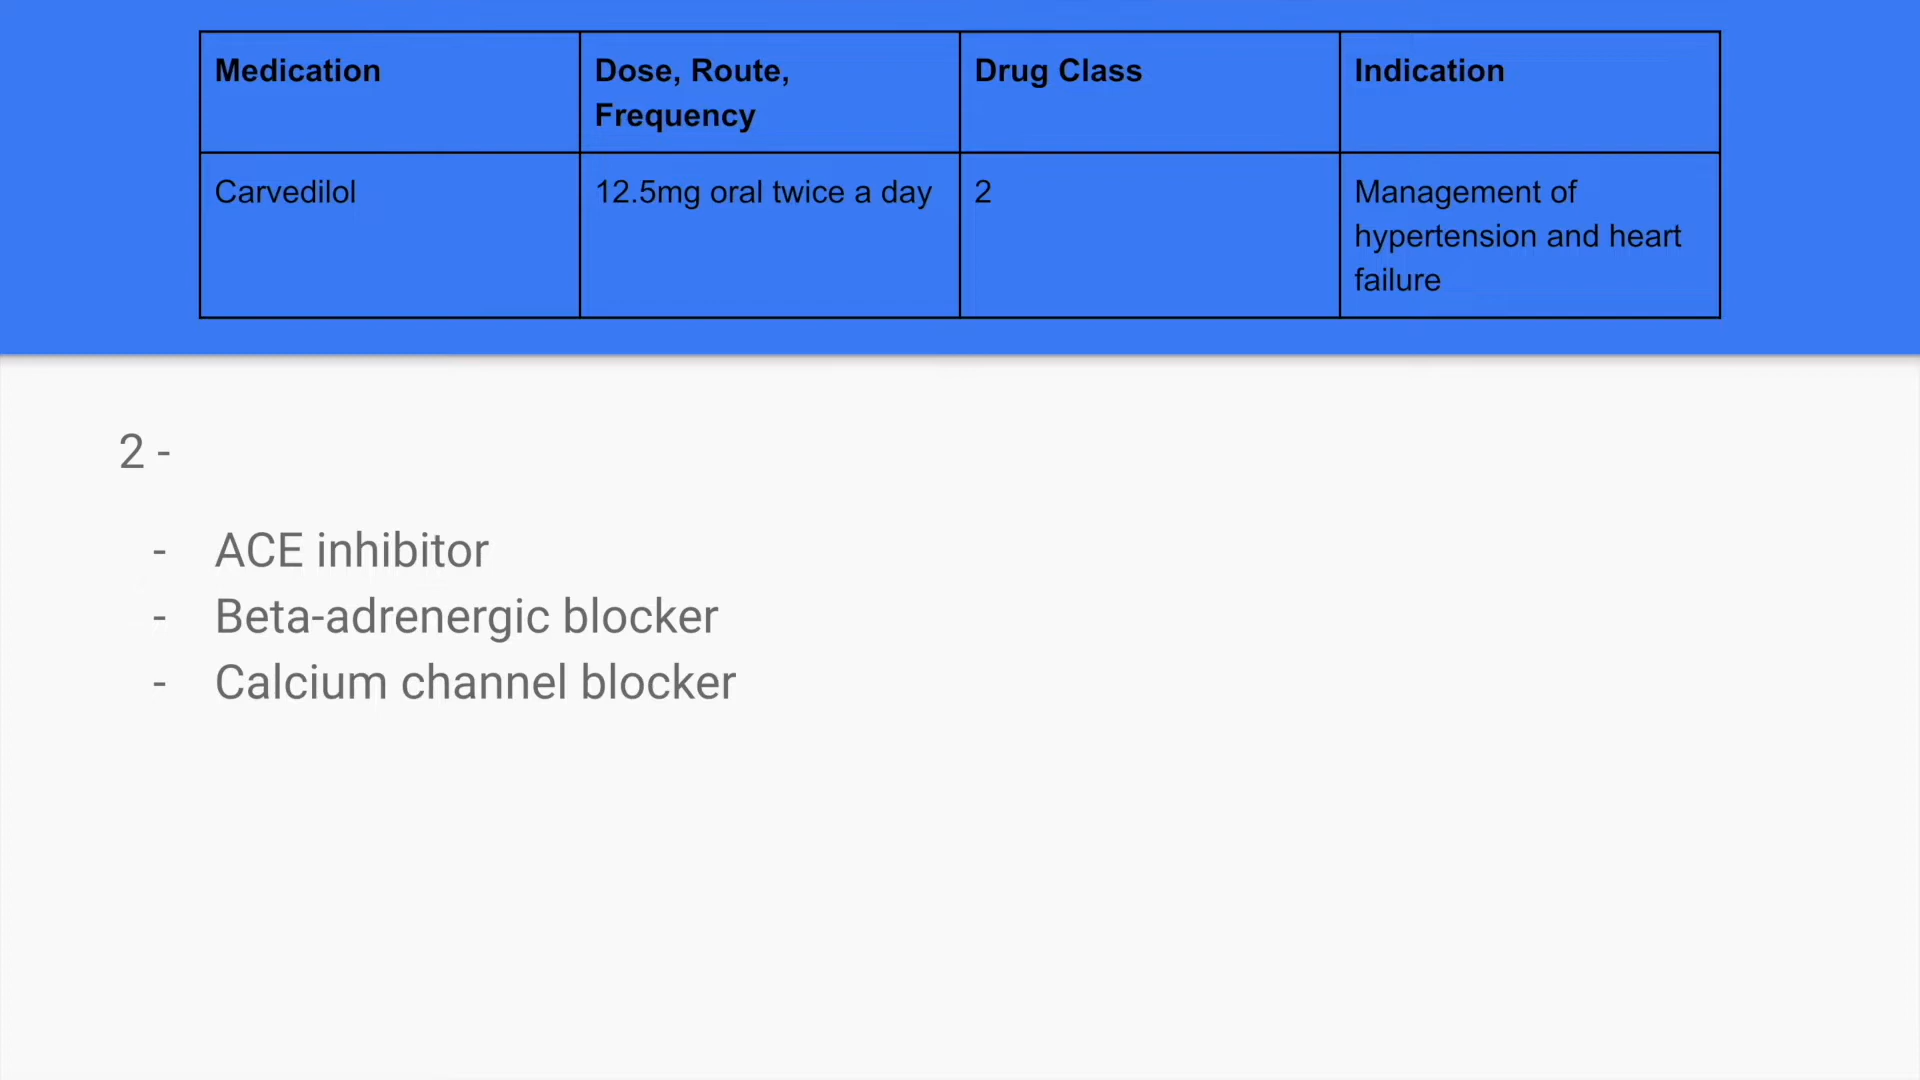 Medication
Dose, Route,
Frequency
Drug Class
Indication
Carvedilol
12.5mg oral twice a day
2
Management of
hypertension and heart
failure
2 -
- ACE inhibitor
- Beta-adrenergic blocker
- Calcium channel blocker